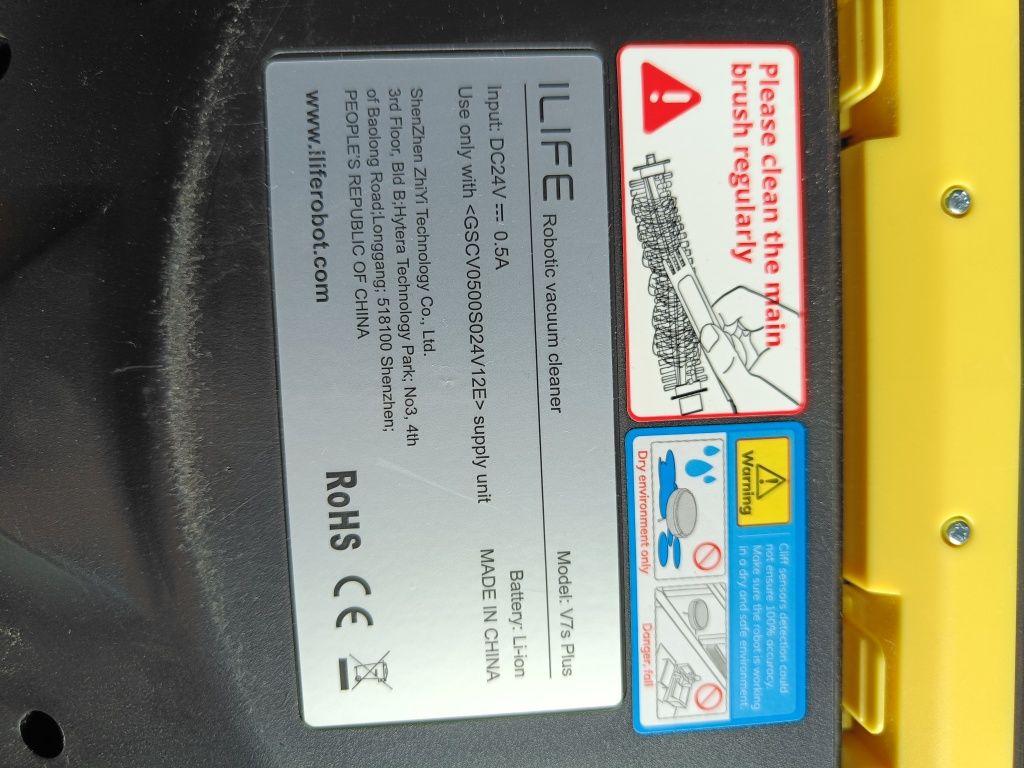 Please clean the main
brush regularly
Warning
Cliff sensors detection could
not ensure 100% accuracy.
Make sure the robot is working
in a dry and safe environment.
Dry environment only
Danger, fall
ILIFE Robotic vacuum cleaner
Model: V7s Plus
Input: DC24V ⎓ 0.5A
Battery: Li-ion
Use only with <GSCV0500S024V12E> supply unit
MADE IN CHINA
ShenZhen ZhiYi Technology Co., Ltd.
3rd Floor, Bld B;Hytera Technology Park; No3, 4th
of Baolong Road;Longgang; 518100 Shenzhen;
PEOPLE'S REPUBLIC OF CHINA
www.iliferobot.com
RoHS CE